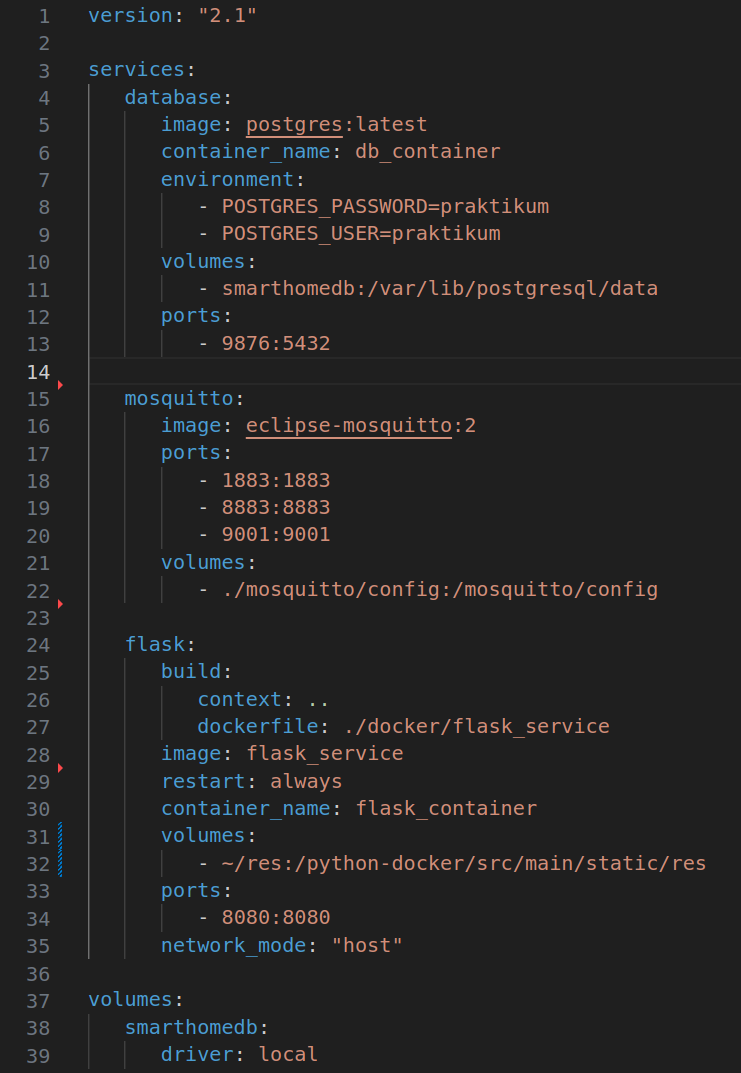 1 version: "2.1"
2
3 services:
4    database:
5       image: postgres:latest
6       container_name: db_container
7       environment:
8          - POSTGRES_PASSWORD=praktikum
9          - POSTGRES_USER=praktikum
10       volumes:
11          - smarthomedb:/var/lib/postgresql/data
12       ports:
13          - 9876:5432
14
15    mosquitto:
16       image: eclipse-mosquitto:2
17       ports:
18          - 1883:1883
19          - 8883:8883
20          - 9001:9001
21       volumes:
22          - ./mosquitto/config:/mosquitto/config
23
24    flask:
25       build:
26          context: ..
27          dockerfile: ./docker/flask_service
28       image: flask_service
29       restart: always
30       container_name: flask_container
31       volumes:
32          - ~/res:/python-docker/src/main/static/res
33       ports:
34          - 8080:8080
35       network_mode: "host"
36
37 volumes:
38    smarthomedb:
39       driver: local